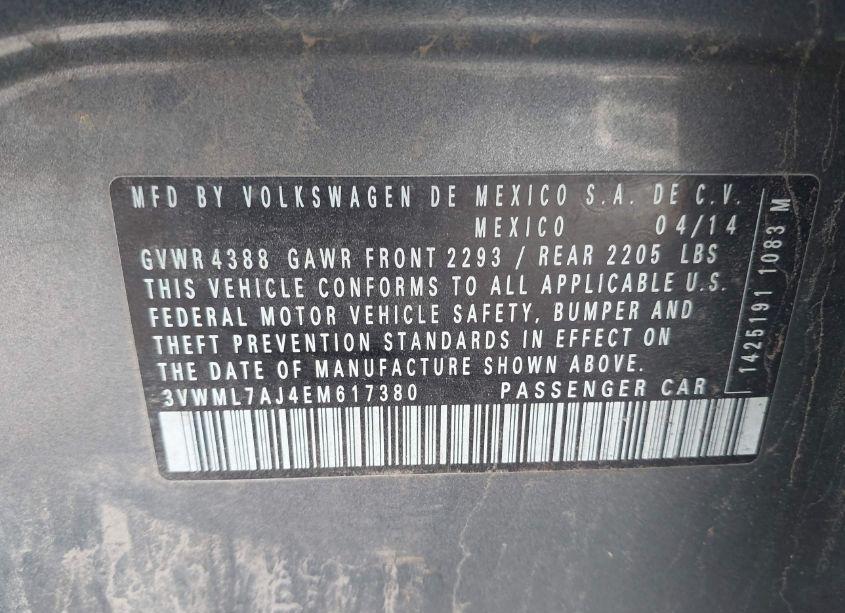 MFD BY VOLKSWAGEN DE MEXICO S.A. DE C.V.
MEXICO 04/14
GVWR 4388 GAWR FRONT 2293 / REAR 2205 LBS
THIS VEHICLE CONFORMS TO ALL APPLICABLE U.S.
FEDERAL MOTOR VEHICLE SAFETY, BUMPER AND
THEFT PREVENTION STANDARDS IN EFFECT ON
THE DATE OF MANUFACTURE SHOWN ABOVE.
3VWML7AJ4EM617380 PASSENGER CAR
1425191 1083 M